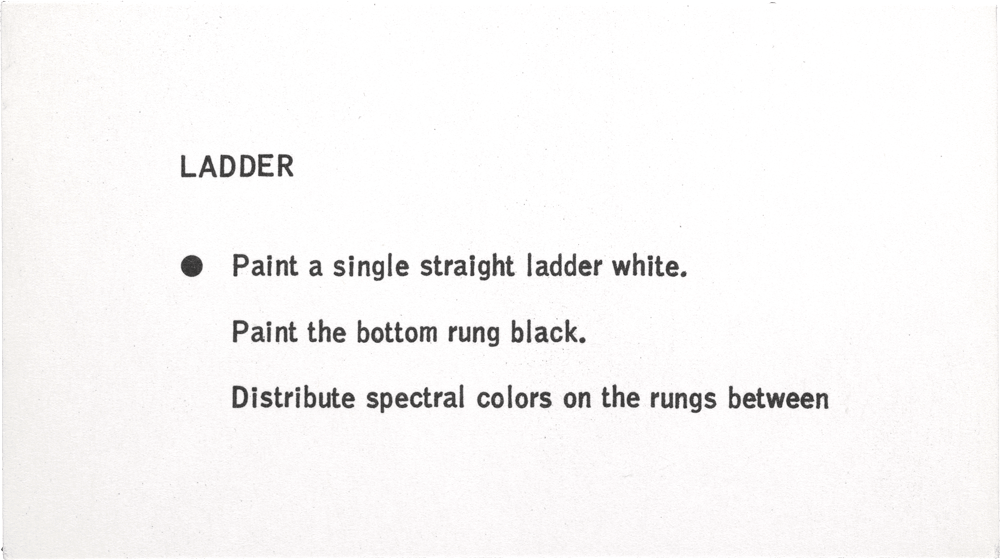 LADDER
● Paint a single straight ladder white.
Paint the bottom rung black.
Distribute spectral colors on the rungs between